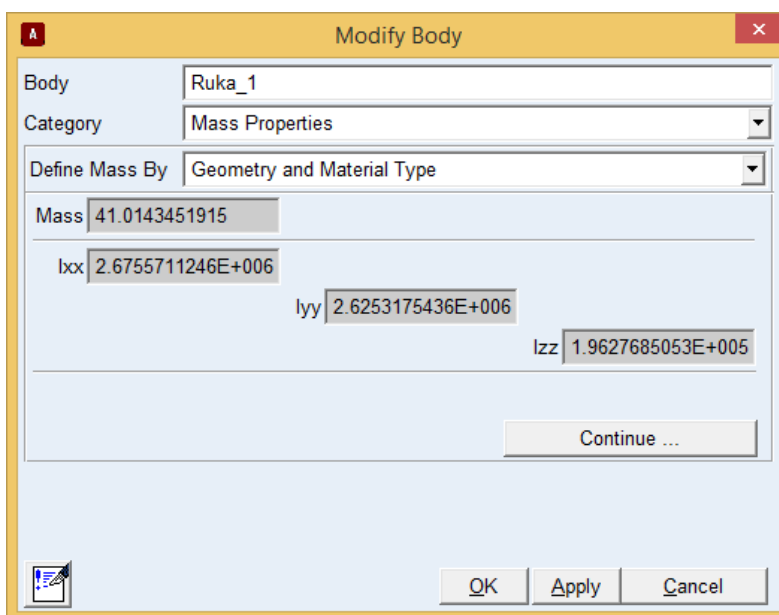 A
Modify Body
×
Body Ruka_1
Category Mass Properties
Define Mass By Geometry and Material Type
Mass 41.0143451915
Ixx 2.6755711246E+006
Iyy 2.6253175436E+006
Izz 1.9627685053E+005
Continue ...
OK Apply Cancel